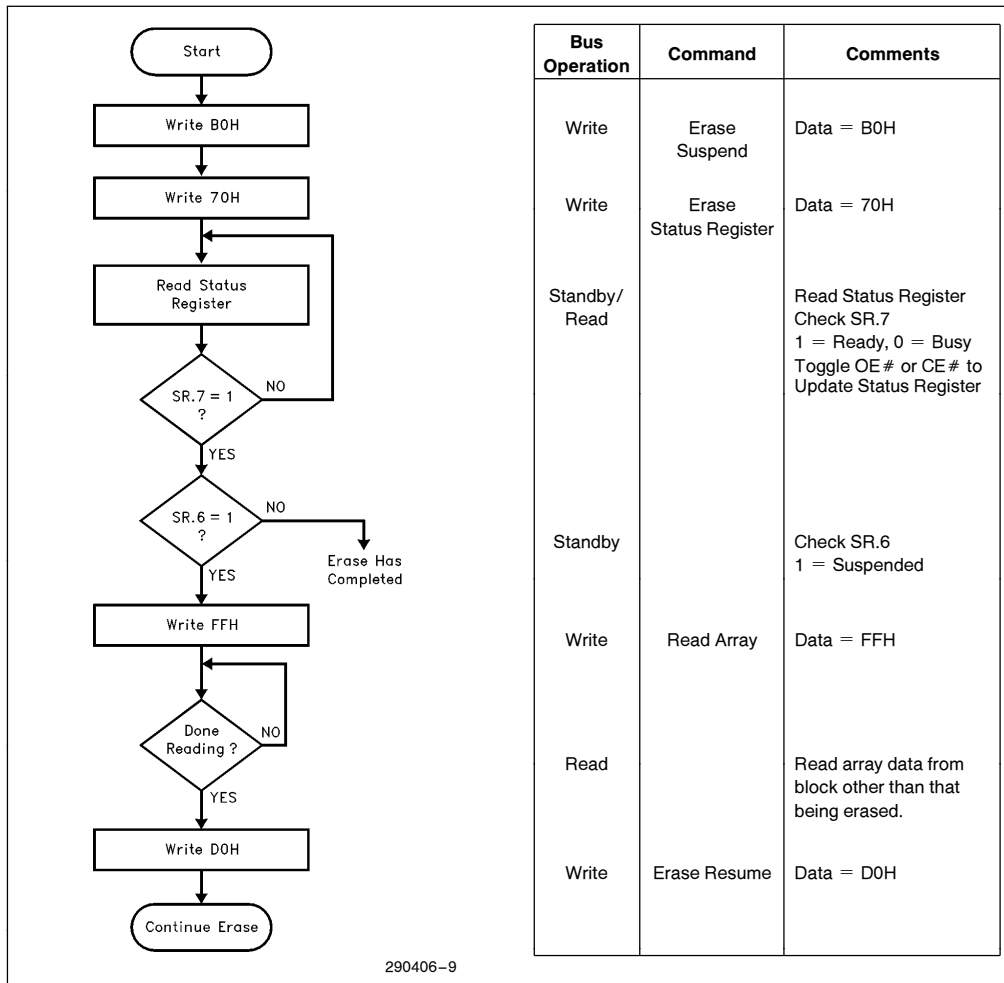 Start
Write B0H
Write 70H
Read Status
Register
SR.7 = 1
?
NO
YES
SR.6 = 1
?
NO
Erase Has
Completed
YES
Write FFH
Done
Reading ?
NO
YES
Write D0H
Continue Erase
290406–9
Bus
Operation
Command
Comments
Write
Erase
Suspend
Data = B0H
Write
Erase
Status Register
Data = 70H
Standby/
Read
Read Status Register
Check SR.7
1 = Ready, 0 = Busy
Toggle OE# or CE# to
Update Status Register
Standby
Check SR.6
1 = Suspended
Write
Read Array
Data = FFH
Read
Read array data from
block other than that
being erased.
Write
Erase Resume
Data = D0H